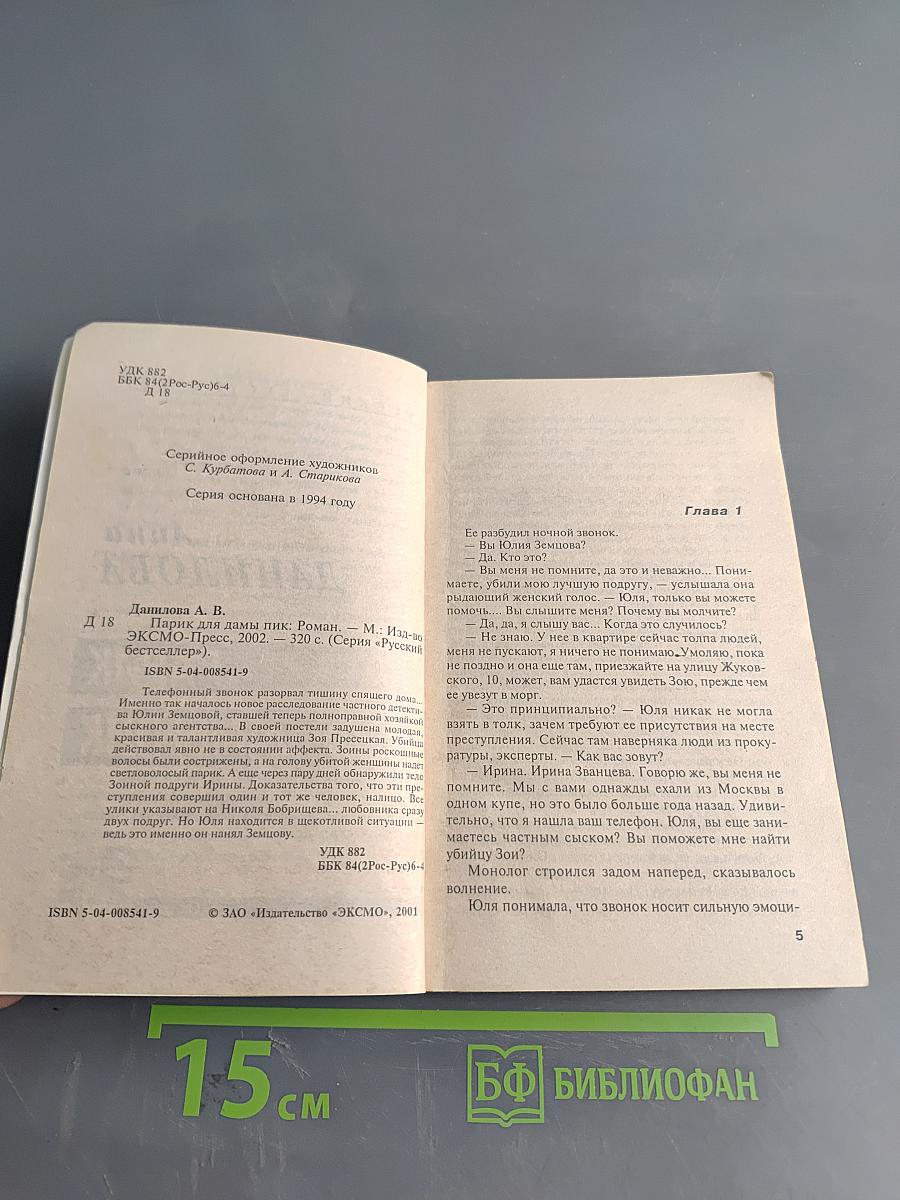 УДК 882
ББК 84(2Рос-Рус)6-4
Д 18
Серийное оформление художников
С. Курбатова и А. Старикова
Серия основана в 1994 году
Данилова А. В.
Д 18 Парик для дамы пик: Роман. — М.: Изд-во
ЭКСМО-Пресс, 2002. — 320 с. (Серия «Русский
бестселлер»).
ISBN 5-04-008541-9
Телефонный звонок разорвал тишину спящего дома...
Именно так началось новое расследование частного детекти-
ва Юлии Земцовой, ставшей теперь полноправной хозяйкой
сыскного агентства... В своей постели задушена молодая,
красивая и талантливая художница Зоя Пресецкая. Убийца
действовал явно не в состоянии аффекта. Зоины роскошные
волосы были сострижены, а на голову убитой женщины надет
светловолосый парик. А еще через пару дней обнаружили тело
Зоиной подруги Ирины. Доказательства того, что эти пре-
ступления совершил один и тот же человек, налицо. Все
улики указывают на Николя Бобрищева... любовника сразу
двух подруг. Но Юля находится в щекотливой ситуации —
ведь это именно он нанял Земцову.
УДК 882
ББК 84(2Рос-Рус)6-4
ISBN 5-04-008541-9
© ЗАО «Издательство «ЭКСМО», 2001
Глава 1
Ее разбудил ночной звонок.
— Вы Юлия Земцова?
— Да. Кто это?
— Вы меня не помните, да это и неважно... Пони-
маете, убили мою лучшую подругу, — услышала она
рыдающий женский голос. — Юля, только вы можете
помочь.... Вы слышите меня? Почему вы молчите?
— Да, да, я слышу вас... Когда это случилось?
— Не знаю. У нее в квартире сейчас толпа людей,
меня не пускают, я ничего не понимаю. Умоляю, пока
не поздно и она еще там, приезжайте на улицу Жуков-
ского, 10, может, вам удастся увидеть Зою, прежде чем
ее увезут в морг.
— Это принципиально? — Юля никак не могла
взять в толк, зачем требуют ее присутствия на месте
преступления. Сейчас там наверняка люди из проку-
ратуры, эксперты. — Как вас зовут?
— Ирина. Ирина Званцева. Говорю же, вы меня не
помните. Мы с вами однажды ехали из Москвы в
одном купе, но это было больше года назад. Удиви-
тельно, что я нашла ваш телефон. Юля, вы еще зани-
маетесь частным сыском? Вы поможете мне найти
убийцу Зои?
Монолог строился задом наперед, сказывалось
волнение.
Юля понимала, что звонок носит сильную эмоци-
5
15 см
БФ БИБЛИОФАН